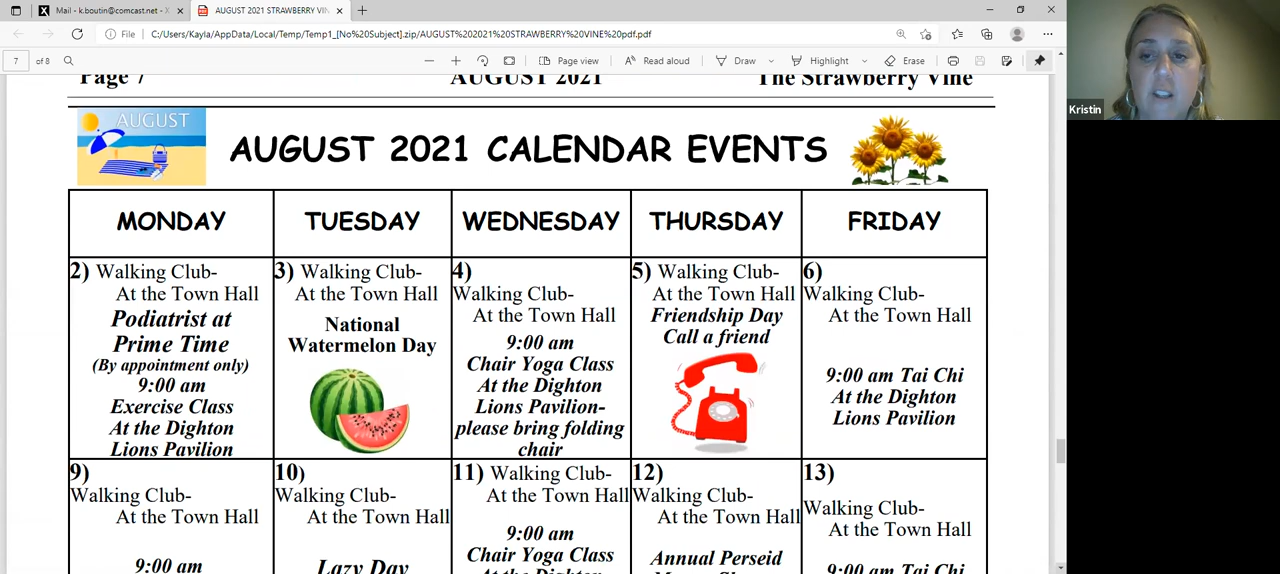 Mail - k.boutin@comcast.net -
AUGUST 2021 STRAWBERRY VIN
File
C:/Users/Kayla/AppData/Local/Temp/Temp1_[No%20Subject].zip/AUGUST%202021%20STRAWBERRY%20VINE%20pdf.pdf
7 of 8
Page view
Read aloud
Draw
Highlight
Erase
Kristin
Page 7 AUGUST 2021 The Strawberry Vine
AUGUST
AUGUST 2021 CALENDAR EVENTS
MONDAY TUESDAY WEDNESDAY THURSDAY FRIDAY
2) Walking Club-
At the Town Hall
Podiatrist at
Prime Time
(By appointment only)
9:00 am
Exercise Class
At the Dighton
Lions Pavilion
3) Walking Club-
At the Town Hall
National
Watermelon Day
4)
Walking Club-
At the Town Hall
9:00 am
Chair Yoga Class
At the Dighton
Lions Pavilion-
please bring folding
chair
5) Walking Club-
At the Town Hall
Friendship Day
Call a friend
6)
Walking Club-
At the Town Hall
9:00 am Tai Chi
At the Dighton
Lions Pavilion
9)
Walking Club-
At the Town Hall
9:00 am
10)
Walking Club-
At the Town Hall
Lazy Day
11) Walking Club-
At the Town Hall
9:00 am
Chair Yoga Class
12)
Walking Club-
At the Town Hall
Annual Perseid
13)
Walking Club-
At the Town Hall
9:00 am Tai Chi